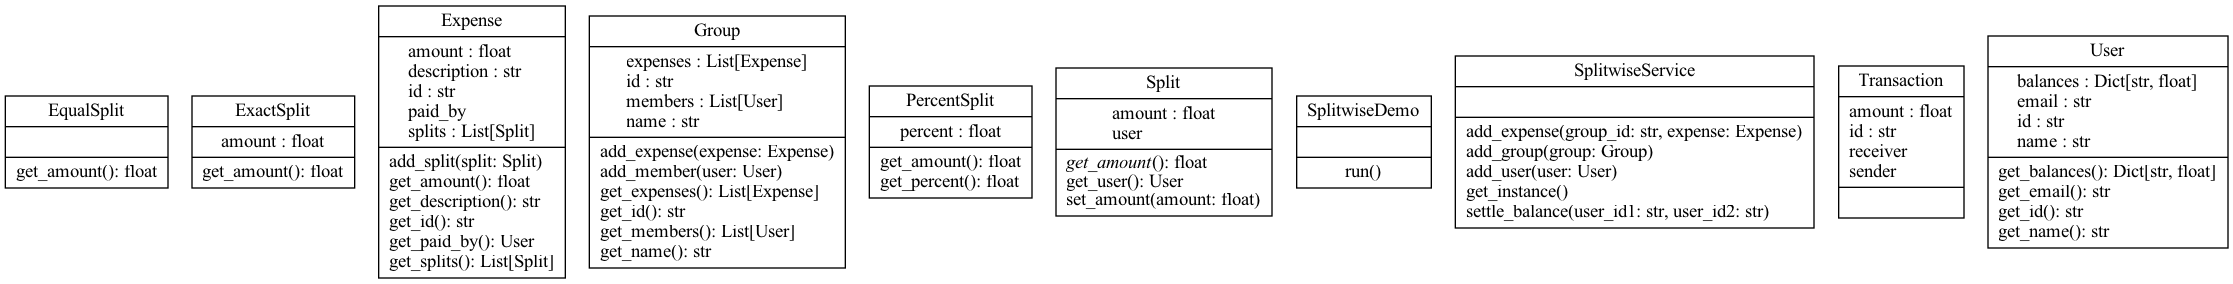 EqualSplit
get_amount(): float
ExactSplit
amount : float
get_amount(): float
Expense
amount : float
description : str
id : str
paid_by
splits : List[Split]
add_split(split: Split)
get_amount(): float
get_description(): str
get_id(): str
get_paid_by(): User
get_splits(): List[Split]
Group
expenses : List[Expense]
id : str
members : List[User]
name : str
add_expense(expense: Expense)
add_member(user: User)
get_expenses(): List[Expense]
get_id(): str
get_members(): List[User]
get_name(): str
PercentSplit
percent : float
get_amount(): float
get_percent(): float
Split
amount : float
user
get_amount(): float
get_user(): User
set_amount(amount: float)
SplitwiseDemo
run()
SplitwiseService
add_expense(group_id: str, expense: Expense)
add_group(group: Group)
add_user(user: User)
get_instance()
settle_balance(user_id1: str, user_id2: str)
Transaction
amount : float
id : str
receiver
sender
User
balances : Dict[str, float]
email : str
id : str
name : str
get_balances(): Dict[str, float]
get_email(): str
get_id(): str
get_name(): str